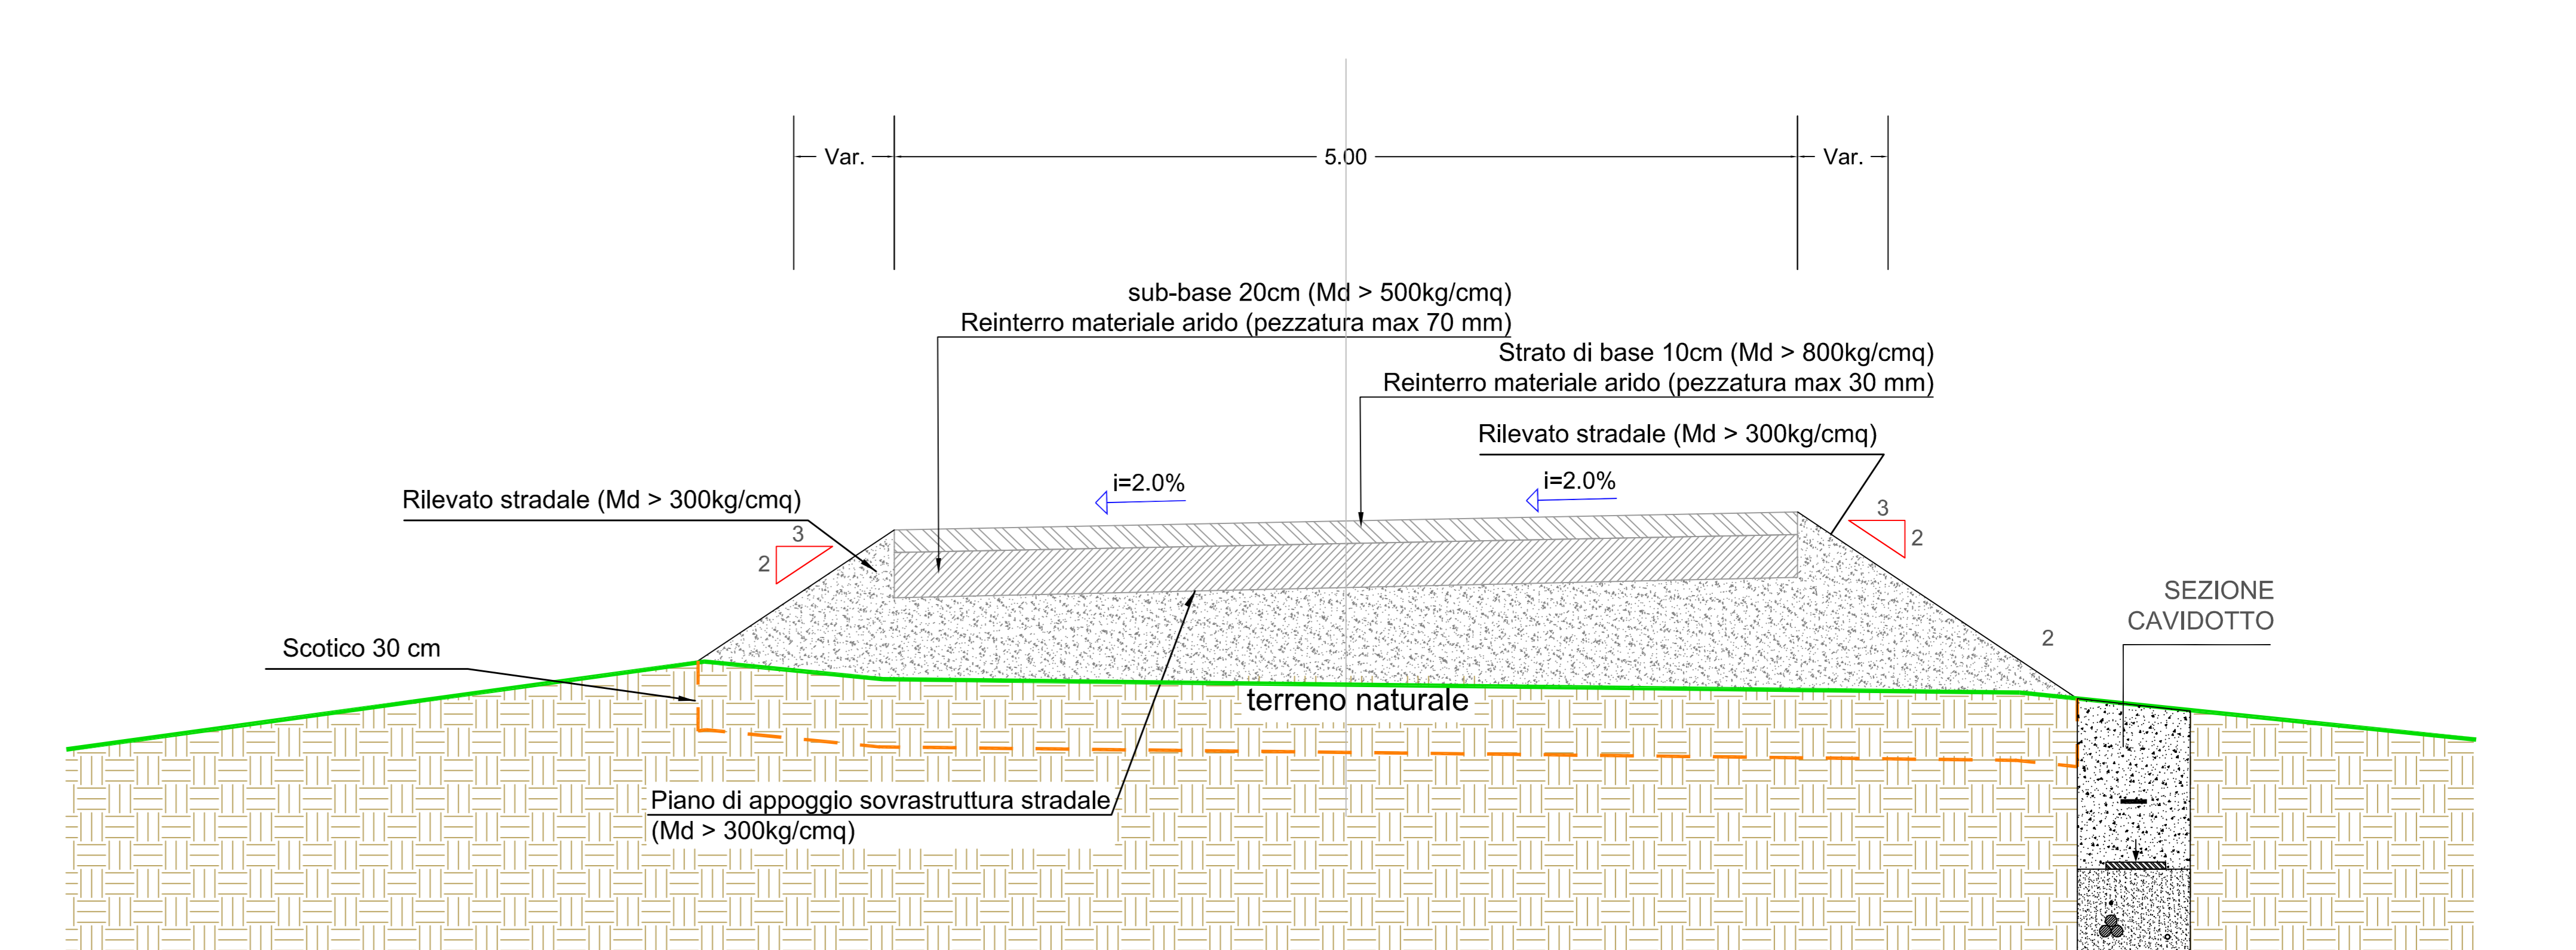 Var.
5.00
Var.
sub-base 20cm (Md > 500kg/cmq)
Reinterro materiale arido (pezzatura max 70 mm)
Strato di base 10cm (Md > 800kg/cmq)
Reinterro materiale arido (pezzatura max 30 mm)
Rilevato stradale (Md > 300kg/cmq)
i=2.0%
i=2.0%
Rilevato stradale (Md > 300kg/cmq)
3
2
3
2
SEZIONE
CAVIDOTTO
2
Scotico 30 cm
terreno naturale
Piano di appoggio sovrastruttura stradale
(Md > 300kg/cmq)